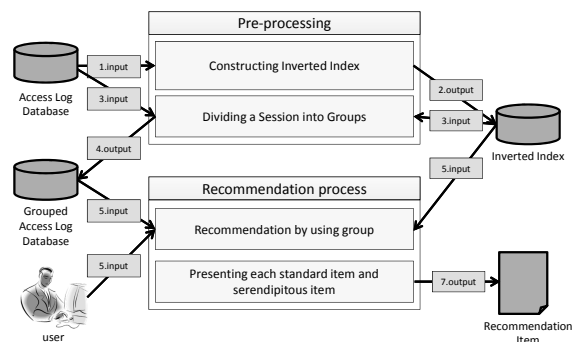 Pre-processing
1.input
Constructing Inverted Index
2.output
Access Log
Database
3.input
Dividing a Session into Groups
3.input
4.output
Inverted Index
5.input
Recommendation process
Grouped
Access Log
Database
5.input
Recommendation by using group
5.input
Presenting each standard item and
serendipitous item
7.output
user
Recommendation
Item